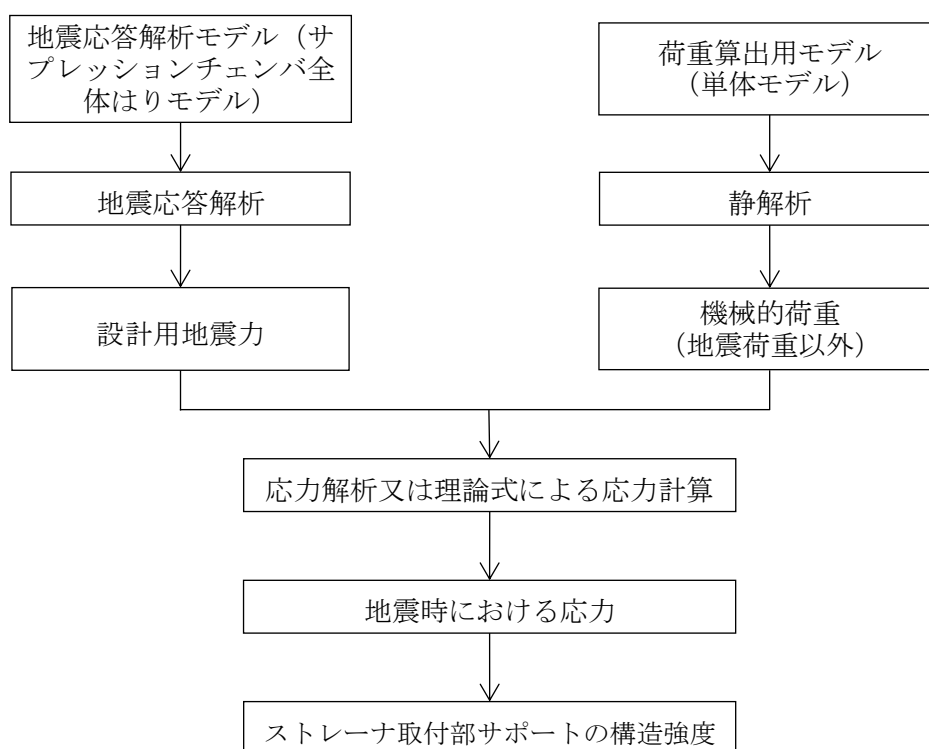 地震応答解析モデル（サ
プレッションチェンバ全
体はりモデル）
地震応答解析
設計用地震力
荷重算出用モデル
（単体モデル）
静解析
機械的荷重
（地震荷重以外）
応力解析又は理論式による応力計算
地震時における応力
ストレーナ取付部サポートの構造強度